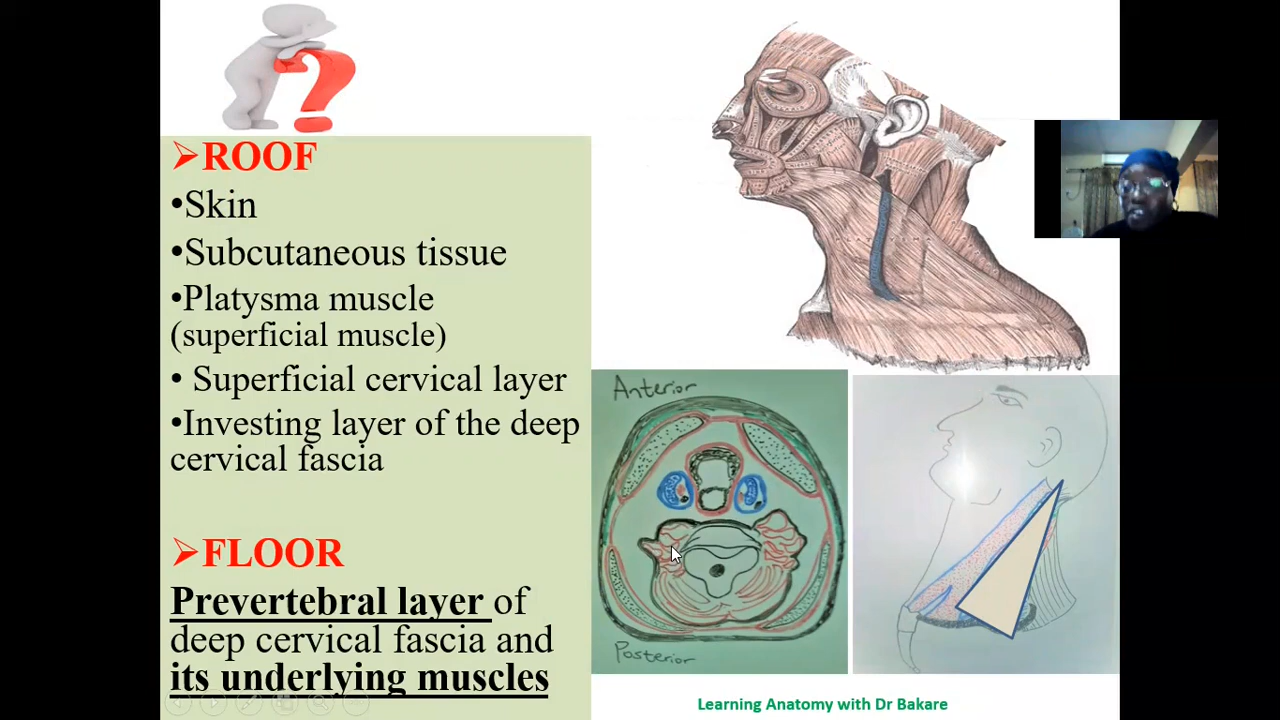 ➢ROOF
•Skin
•Subcutaneous tissue
•Platysma muscle
(superficial muscle)
• Superficial cervical layer
•Investing layer of the deep
cervical fascia
➢FLOOR
Prevertebral layer of
deep cervical fascia and
its underlying muscles
Anterior
Posterior
Learning Anatomy with Dr Bakare